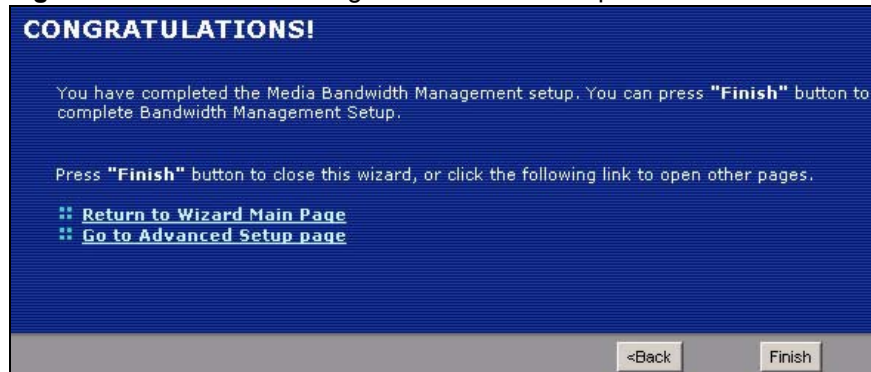 CONGRATULATIONS!
You have completed the Media Bandwidth Management setup. You can press "Finish" button to
complete Bandwidth Management Setup.
Press "Finish" button to close this wizard, or click the following link to open other pages.
Return to Wizard Main Page
Go to Advanced Setup page
<Back
Finish